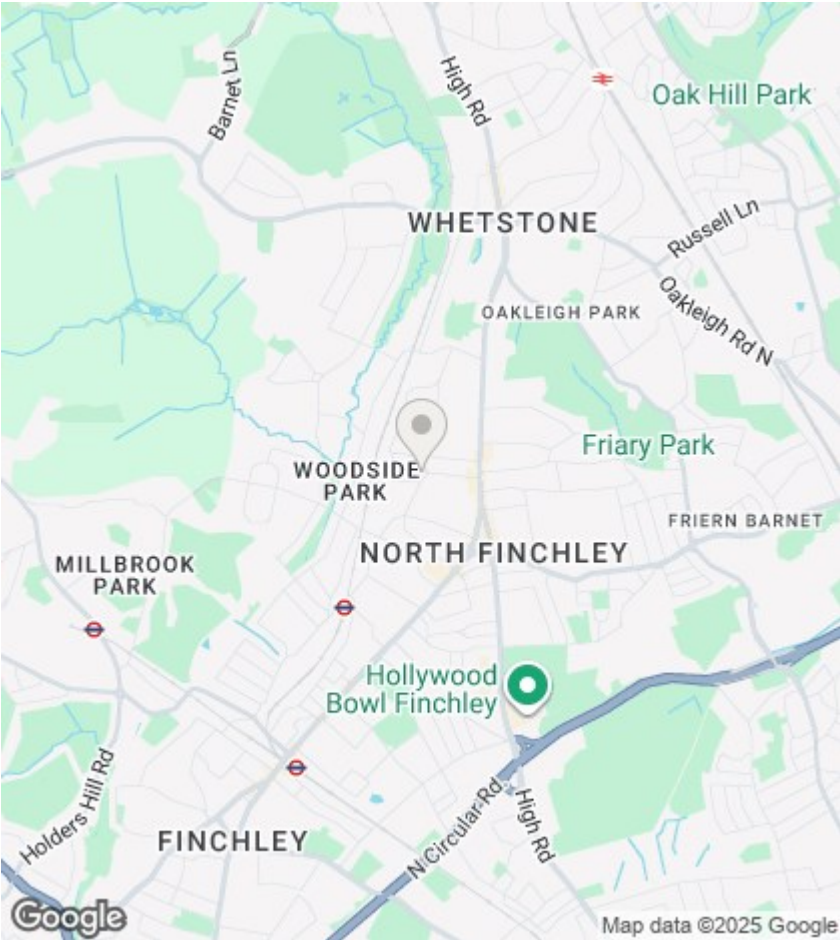 High Rd
Oak Hill Park
Barnet Ln
WHETSTONE
Russell Ln
OAKLEIGH PARK
Oakleigh Rd N
Friary Park
WOODSIDE
PARK
FRIERN BARNET
NORTH FINCHLEY
MILLBROOK
PARK
Hollywood
Bowl Finchley
Holders Hill Rd
N Circular Rd
High Rd
FINCHLEY
Google
Map data ©2025 Google